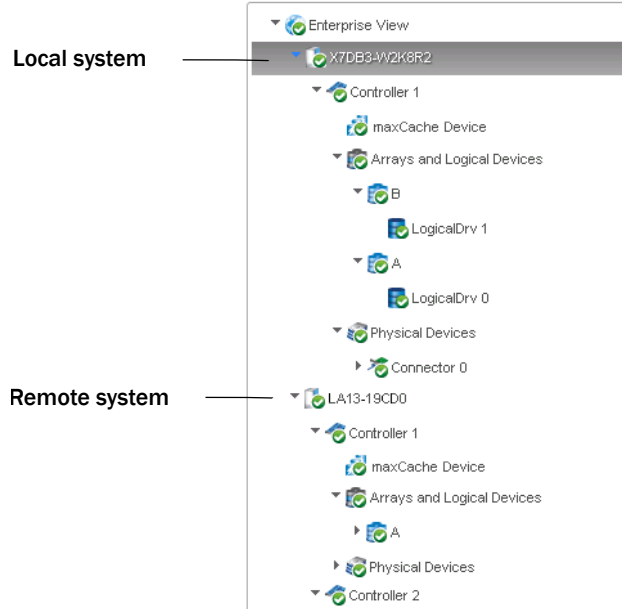 Enterprise View
Local system
X7DB3-W2K8R2
Controller 1
maxCache Device
Arrays and Logical Devices
B
LogicalDrv 1
A
LogicalDrv 0
Physical Devices
Connector 0
Remote system
LA13-19CD0
Controller 1
maxCache Device
Arrays and Logical Devices
A
Physical Devices
Controller 2